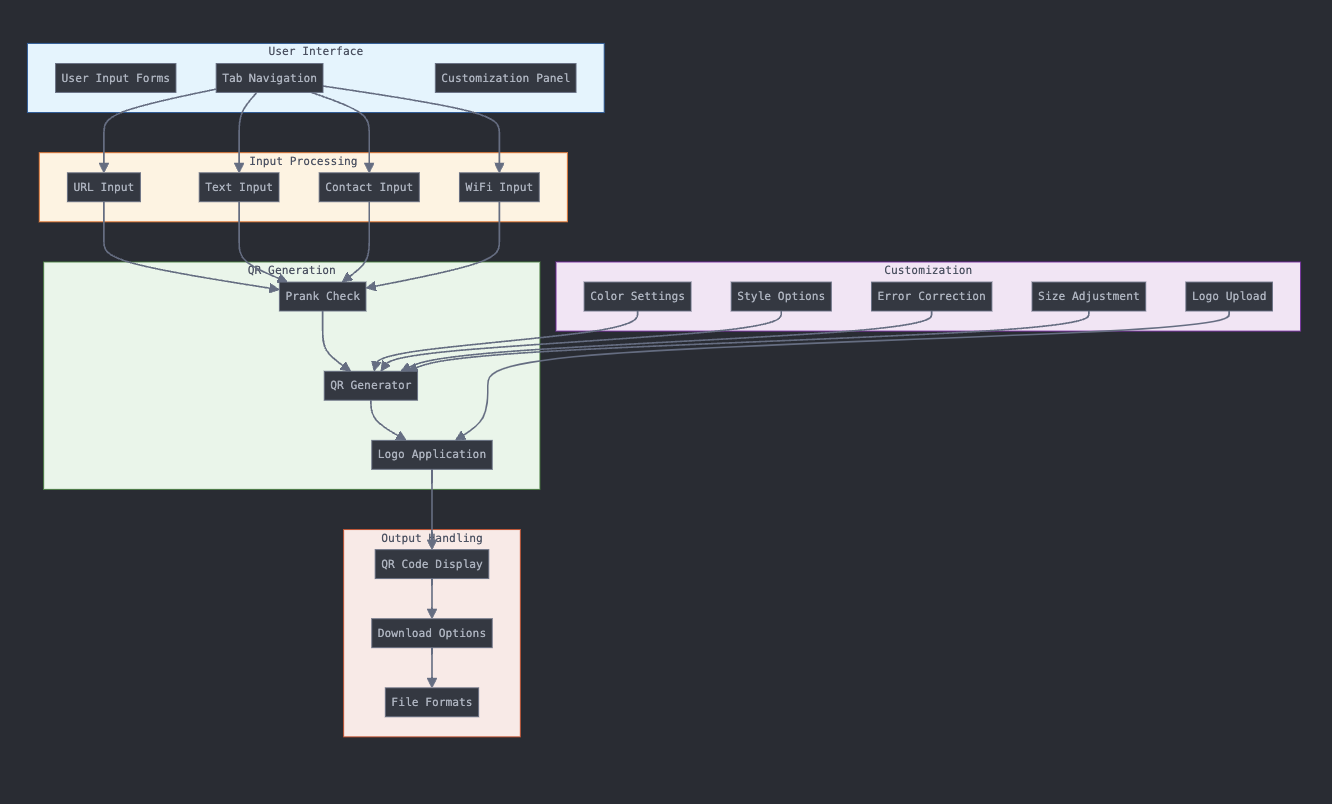 User Interface
User Input Forms
Tab Navigation
Customization Panel
Input Processing
URL Input
Text Input
Contact Input
WiFi Input
QR Generation
Prank Check
QR Generator
Logo Application
Customization
Color Settings
Style Options
Error Correction
Size Adjustment
Logo Upload
Output Handling
QR Code Display
Download Options
File Formats